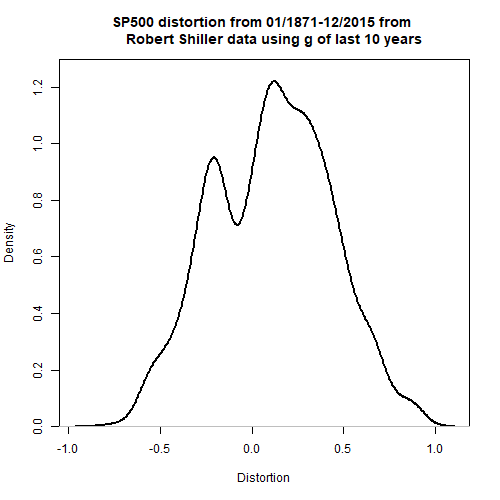 SP500 distortion from 01/1871-12/2015 from
Robert Shiller data using g of last 10 years
Density
0.0 0.2 0.4 0.6 0.8 1.0 1.2
-1.0 -0.5 0.0 0.5 1.0
Distortion